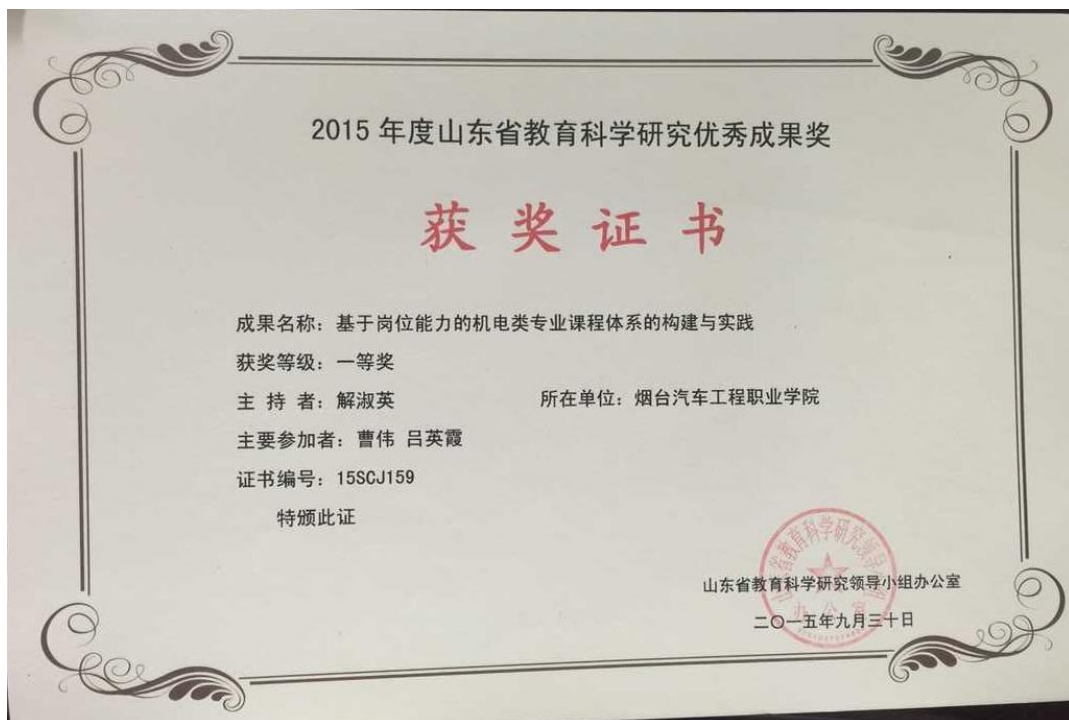 2015 年度山东省教育科学研究优秀成果奖
获奖证书
成果名称：基于岗位能力的机电类专业课程体系的构建与实践
获奖等级：一等奖
主 持 者：解淑英 所在单位：烟台汽车工程职业学院
主要参加者：曹伟 吕英霞
证书编号：15SCJ159
特颁此证
山东省教育科学研究领导小组办公室
二〇一五年九月三十日